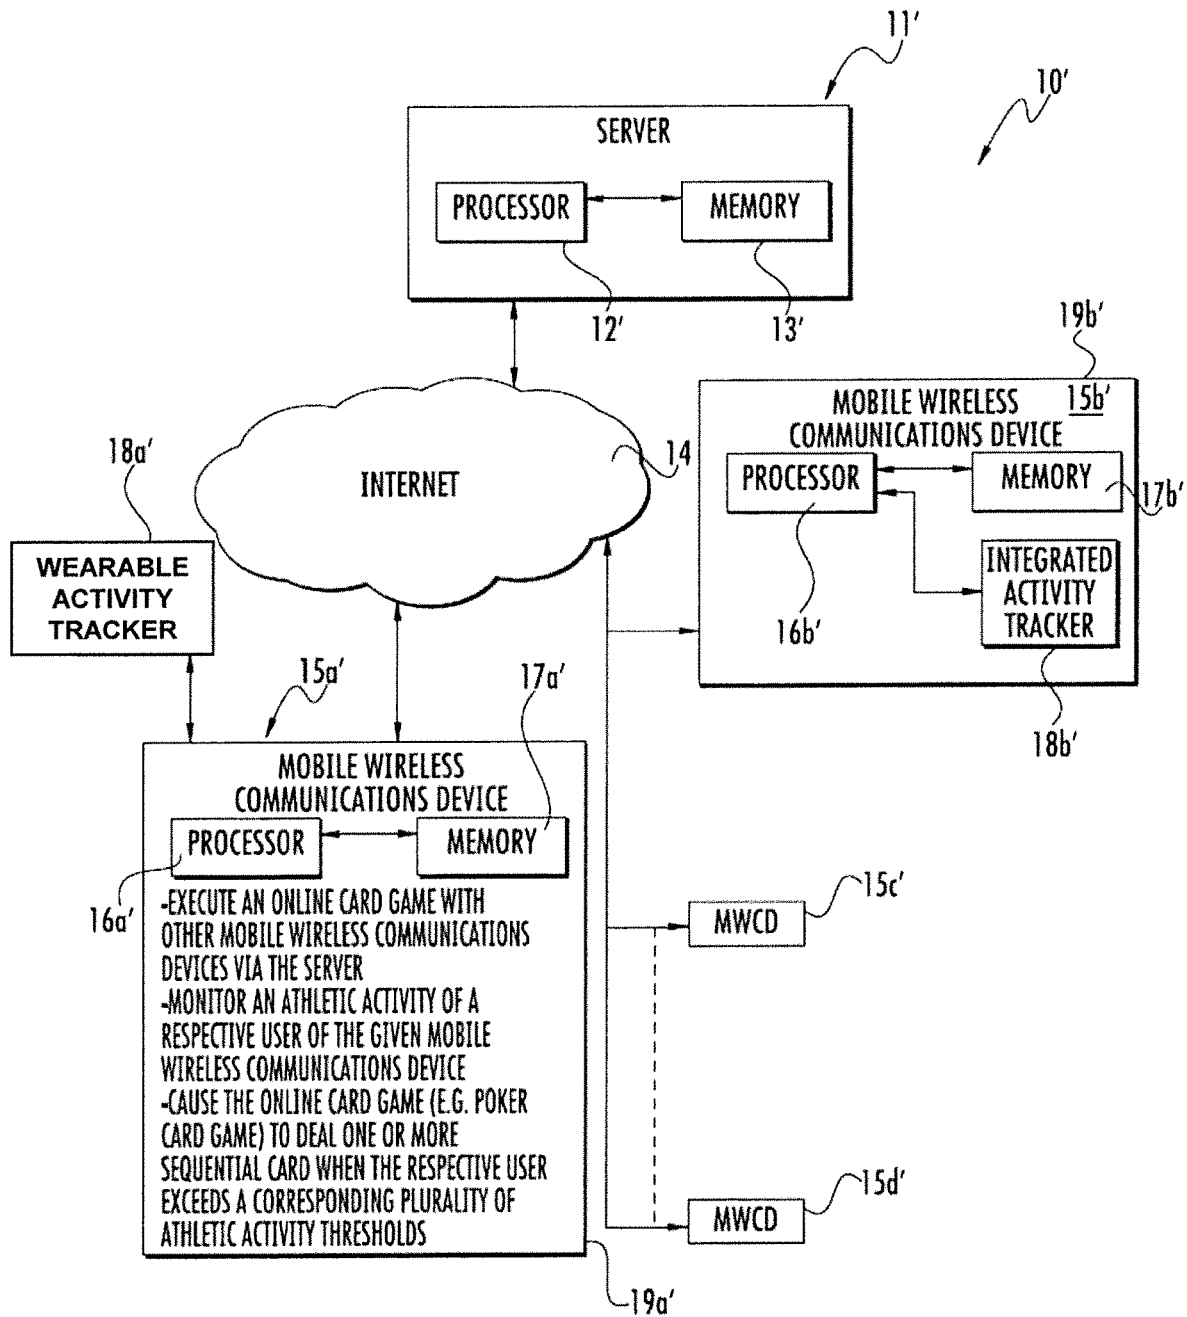 11'
10'
SERVER
PROCESSOR
MEMORY
12'
13'
19b'
15b'
MOBILE WIRELESS
COMMUNICATIONS DEVICE
PROCESSOR
MEMORY
17b'
INTEGRATED
ACTIVITY
TRACKER
16b'
18b'
14
INTERNET
18a'
WEARABLE
ACTIVITY
TRACKER
15a'
17a'
MOBILE WIRELESS
COMMUNICATIONS DEVICE
PROCESSOR
MEMORY
16a'
-EXECUTE AN ONLINE CARD GAME WITH
OTHER MOBILE WIRELESS COMMUNICATIONS
DEVICES VIA THE SERVER
-MONITOR AN ATHLETIC ACTIVITY OF A
RESPECTIVE USER OF THE GIVEN MOBILE
WIRELESS COMMUNICATIONS DEVICE
-CAUSE THE ONLINE CARD GAME (E.G. POKER
CARD GAME) TO DEAL ONE OR MORE
SEQUENTIAL CARD WHEN THE RESPECTIVE USER
EXCEEDS A CORRESPONDING PLURALITY OF
ATHLETIC ACTIVITY THRESHOLDS
19a'
MWCD
15c'
MWCD
15d'